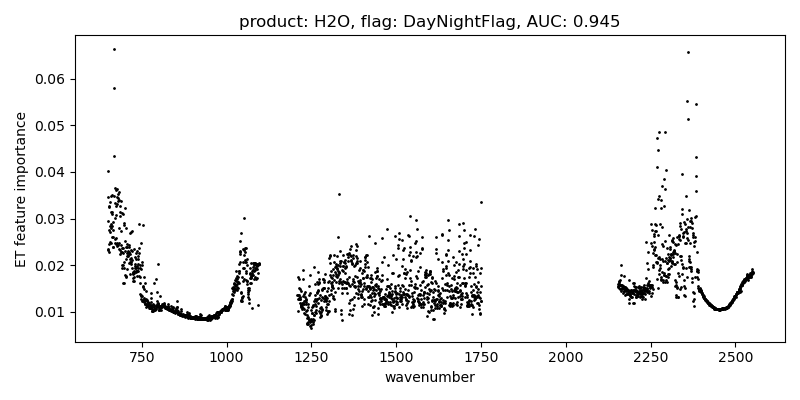 product: H2O, flag: DayNightFlag, AUC: 0.945
ET feature importance
0.06
0.05
0.04
0.03
0.02
0.01
750 1000 1250 1500 1750 2000 2250 2500
wavenumber